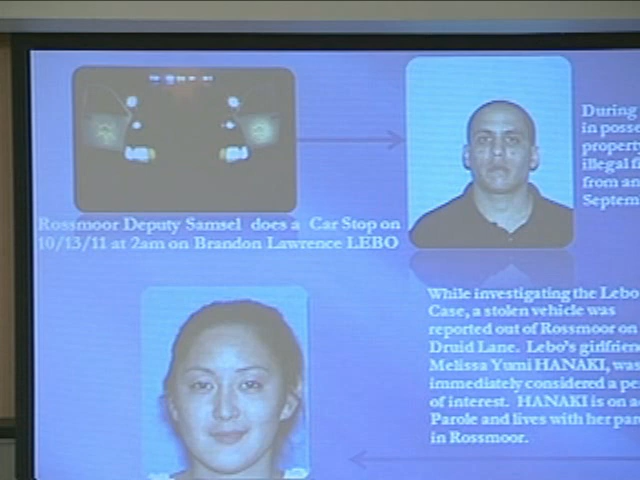 Rossmoor Deputy Samsel does a Car Stop on
10/13/11 at 2am on Brandon Lawrence LEBO
During
in posse
property
illegal fi
from an
Septem
While investigating the Lebo
Case, a stolen vehicle was
reported out of Rossmoor on
Druid Lane. Lebo's girlfrien
Melissa Yumi HANAKI, was
immediately considered a pe
of interest. HANAKI is on a
Parole and lives with her par
in Rossmoor.